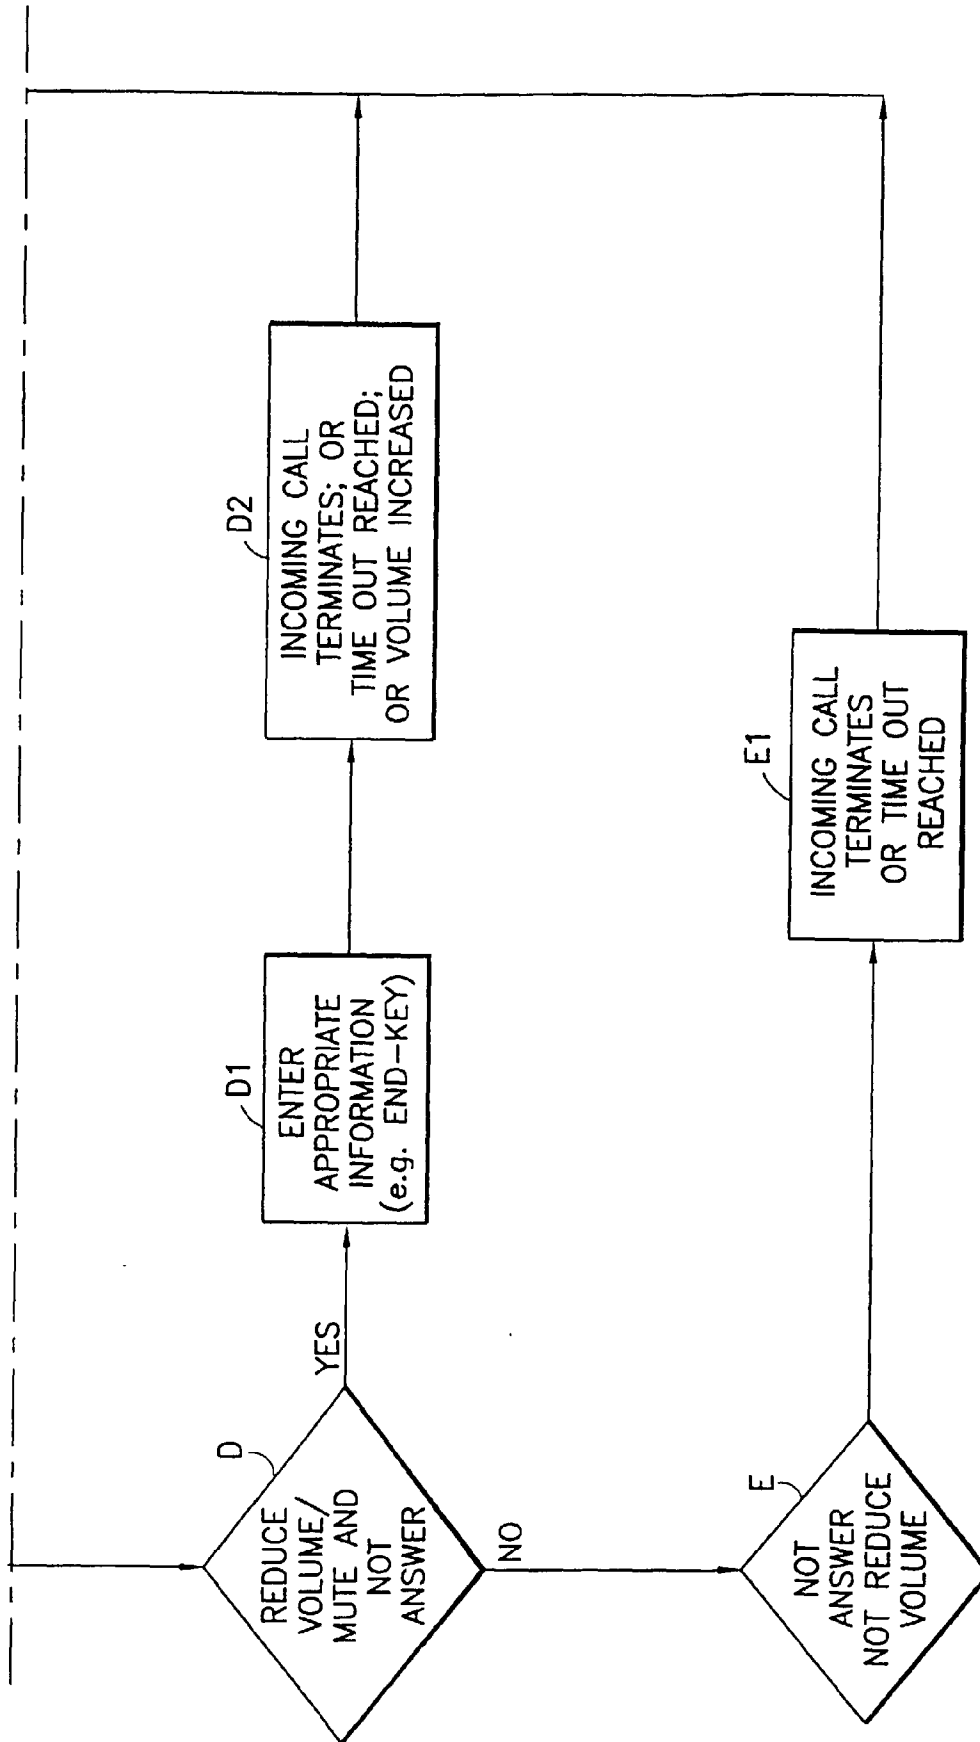 D
REDUCE
VOLUME/
MUTE AND
NOT
ANSWER
YES
D1
ENTER
APPROPRIATE
INFORMATION
(e.g. END-KEY)
D2
INCOMING CALL
TERMINATES; OR
TIME OUT REACHED;
OR VOLUME INCREASED
NO
E
NOT
ANSWER
NOT REDUCE
VOLUME
E1
INCOMING CALL
TERMINATES
OR TIME OUT
REACHED